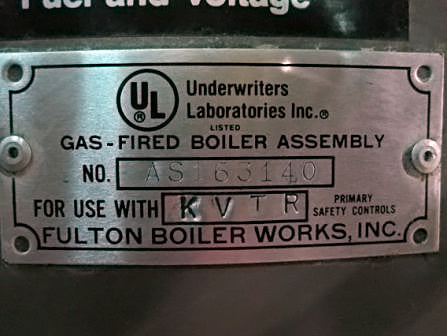 Fuel and Voltage
UL ®
Underwriters
Laboratories Inc.®
LISTED
GAS-FIRED BOILER ASSEMBLY
NO. AS163140
FOR USE WITH KVTR PRIMARY
SAFETY CONTROLS
FULTON BOILER WORKS, INC.